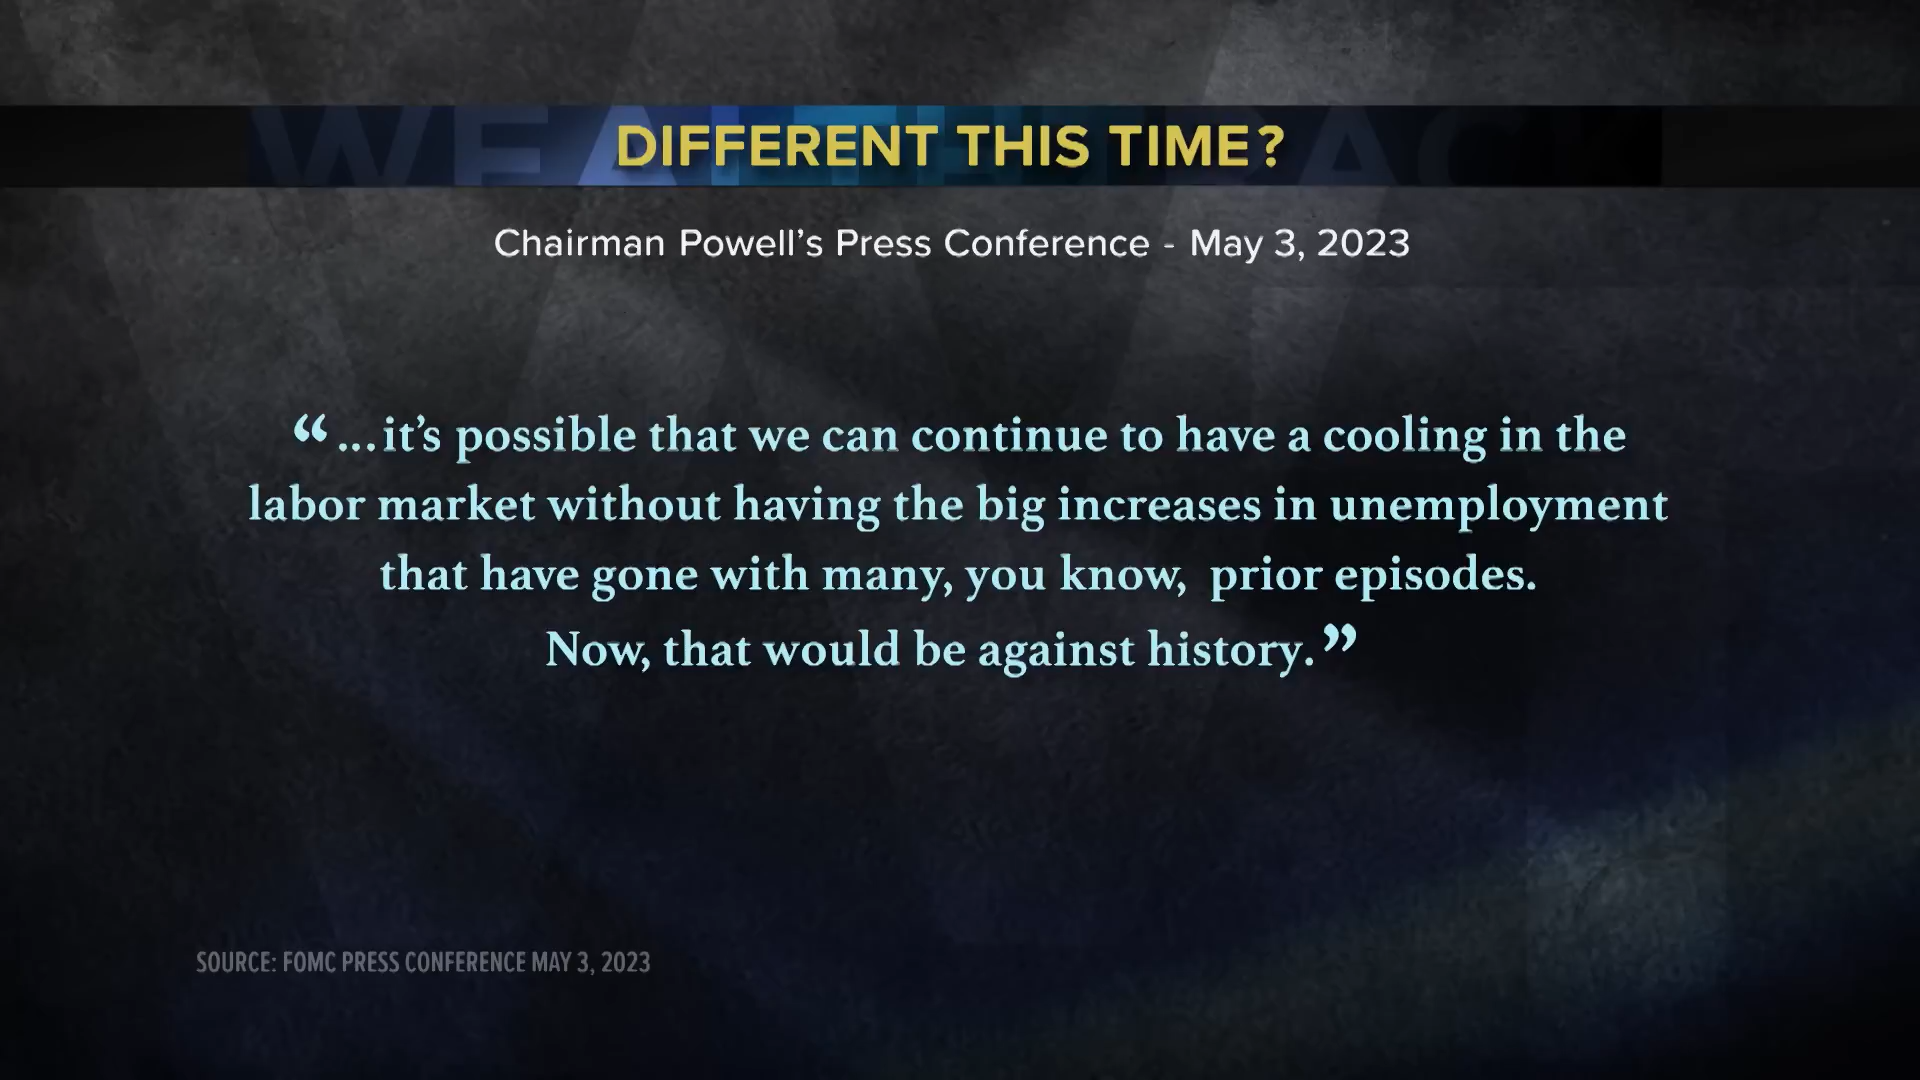 DIFFERENT THIS TIME?
Chairman Powell’s Press Conference - May 3, 2023
“...it’s possible that we can continue to have a cooling in the
labor market without having the big increases in unemployment
that have gone with many, you know, prior episodes.
Now, that would be against history.”
SOURCE: FOMC PRESS CONFERENCE MAY 3, 2023